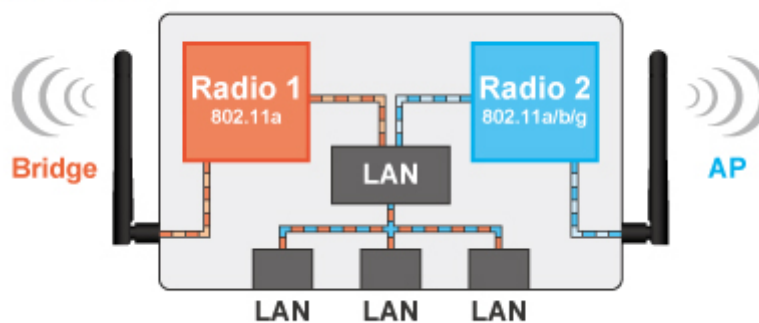 Radio 1
802.11a
Radio 2
802.11a/b/g
Bridge
LAN
AP
LAN
LAN
LAN